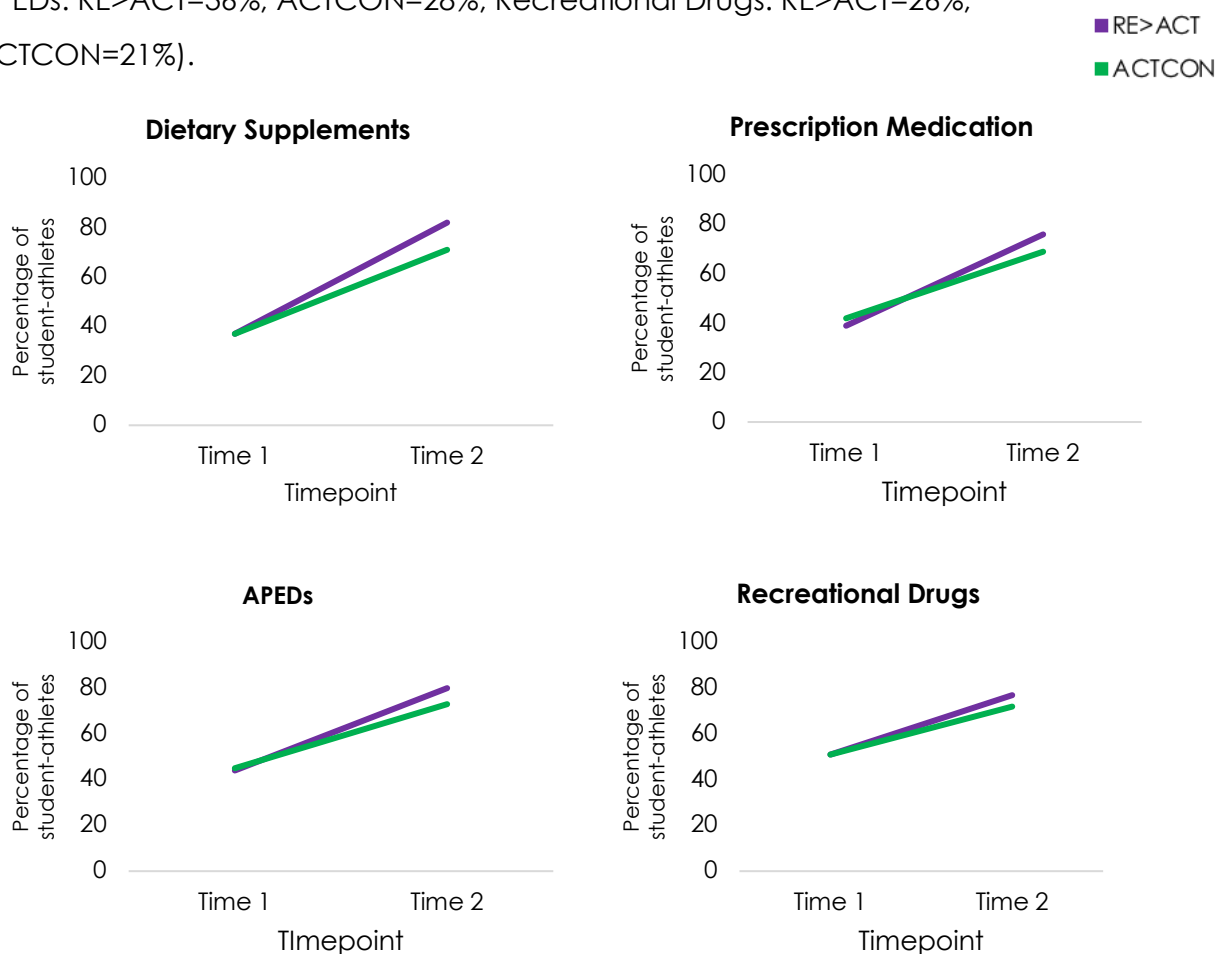 EDs: RE>ACT=36%, ACTCON=28%; Recreational Drugs: RE>ACT=26%,
CTCON=21%).
RE>ACT
ACTCON
Dietary Supplements
Percentage of
student-athletes
100
80
60
40
20
0
Time 1 Time 2
Timepoint
Prescription Medication
Percentage of
student-athletes
100
80
60
40
20
0
Time 1 Time 2
Timepoint
APEDs
Percentage of
student-athletes
100
80
60
40
20
0
Time 1 Time 2
TImepoint
Recreational Drugs
Percentage of
student-athletes
100
80
60
40
20
0
Time 1 Time 2
Timepoint